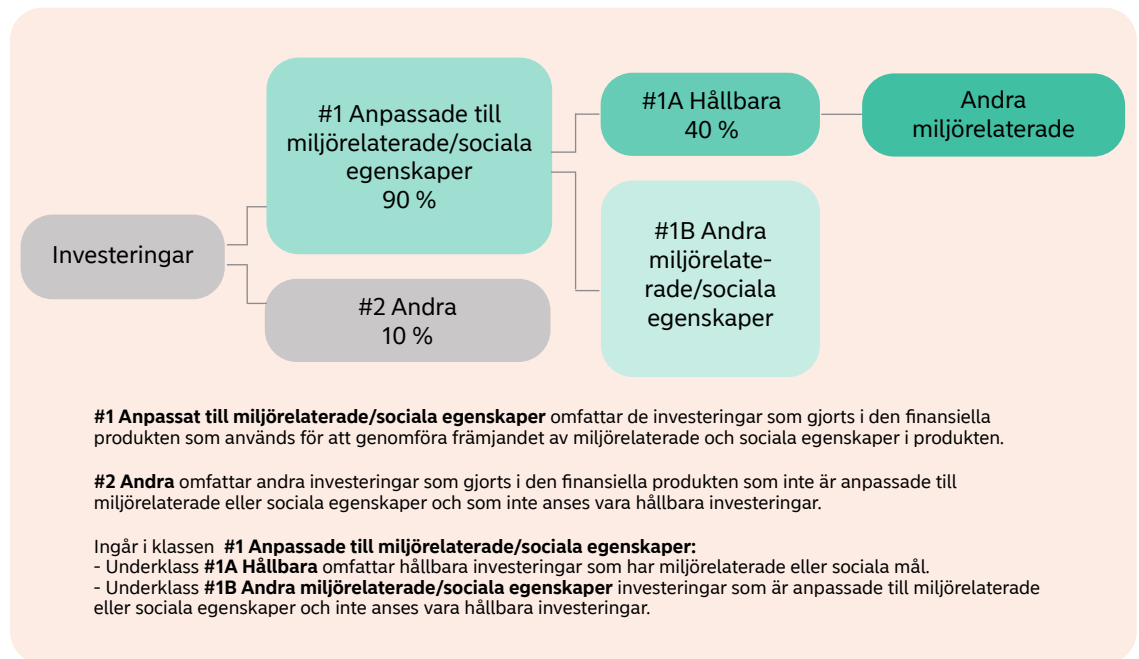 #1 Anpassade till
miljörelaterade/sociala
egenskaper
90 %
#1A Hållbara
40 %
Andra
miljörelaterade
Investeringar
#1B Andra
miljörelate-
rade/sociala
egenskaper
#2 Andra
10 %
#1 Anpassat till miljörelaterade/sociala egenskaper omfattar de investeringar som gjorts i den finansiella
produkten som används för att genomföra främjandet av miljörelaterade och sociala egenskaper i produkten.
#2 Andra omfattar andra investeringar som gjorts i den finansiella produkten som inte är anpassade till
miljörelaterade eller sociala egenskaper och som inte anses vara hållbara investeringar.
Ingår i klassen #1 Anpassade till miljörelaterade/sociala egenskaper:
- Underklass #1A Hållbara omfattar hållbara investeringar som har miljörelaterade eller sociala mål.
- Underklass #1B Andra miljörelaterade/sociala egenskaper investeringar som är anpassade till miljörelaterade
eller sociala egenskaper och inte anses vara hållbara investeringar.